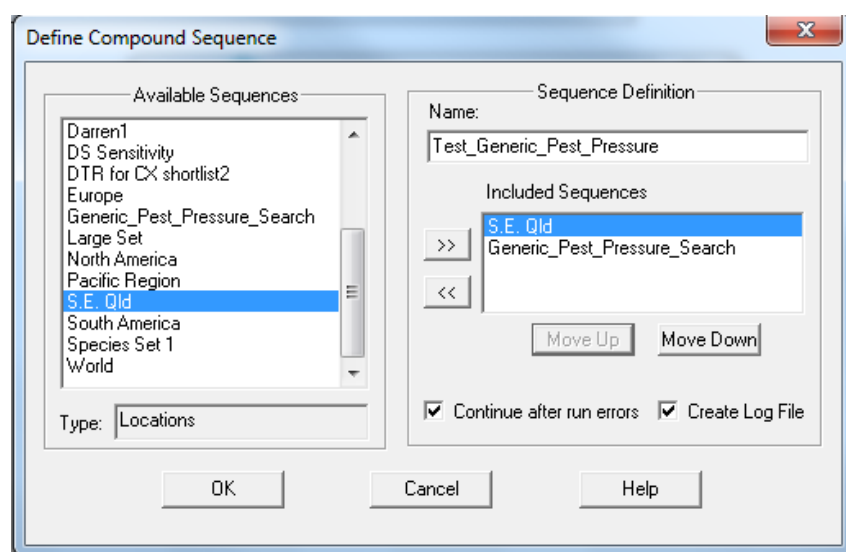 Define Compound Sequence
Available Sequences
Darren1
DS Sensitivity
DTR for CX shortlist2
Europe
Generic_Pest_Pressure_Search
Large Set
North America
Pacific Region
S.E. Qld
South America
Species Set 1
World
Type: Locations
Sequence Definition
Name:
Test_Generic_Pest_Pressure
Included Sequences
S.E. Qld
Generic_Pest_Pressure_Search
>>
<<
Move Up Move Down
Continue after run errors Create Log File
OK Cancel Help